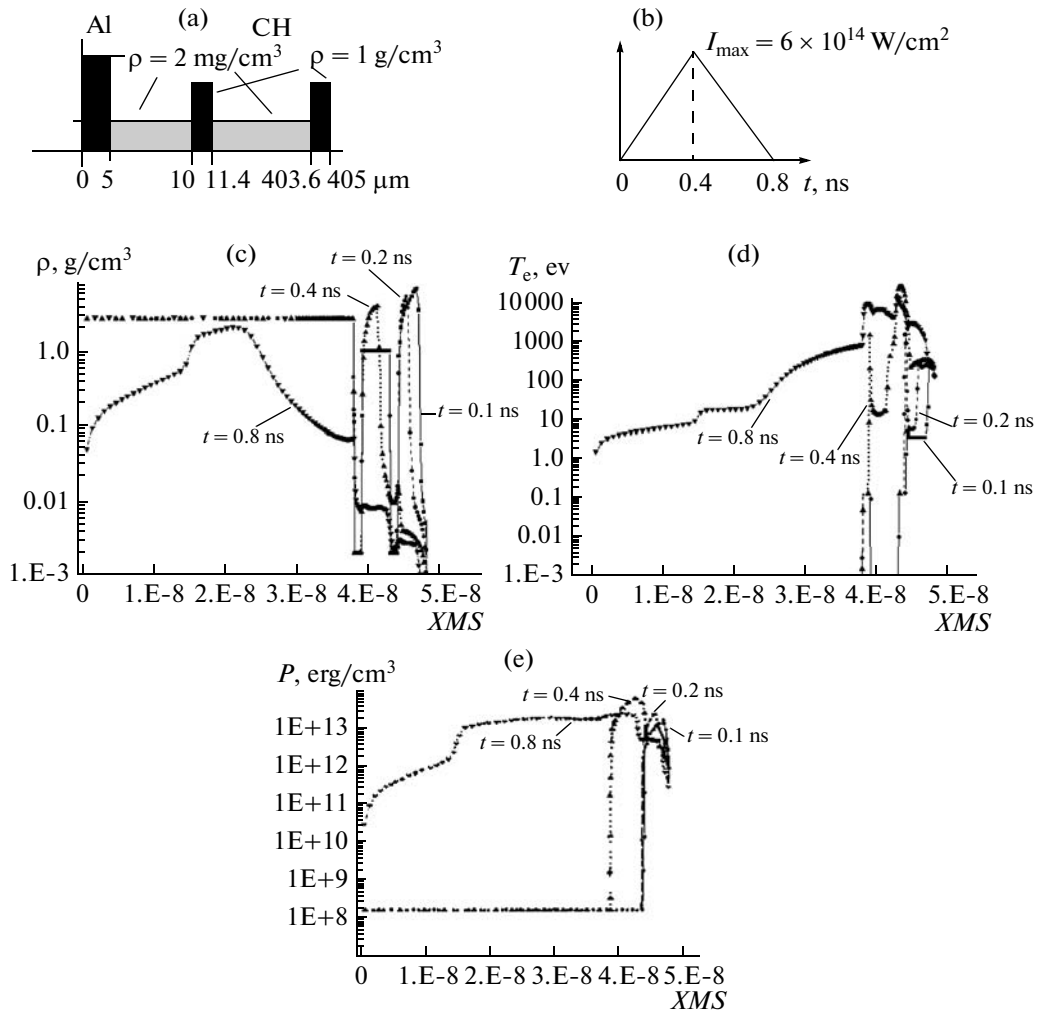 (a)
Al
CH
ρ = 2 mg/cm³
ρ = 1 g/cm³
0 5 10 11.4 403.6 405 μm
(b)
I_max = 6 × 10¹⁴ W/cm²
0 0.4 0.8 t, ns
(c)
ρ, g/cm³
t = 0.2 ns
t = 0.4 ns
1.0
0.1
t = 0.1 ns
t = 0.8 ns
0.01
1.E-3
0 1.E-8 2.0E-8 3.E-8 4.E-8 5.E-8
XMS
(d)
T_e, ev
10 000
1000
100
10
1.0
0.1
0.01
1.E-3
t = 0.2 ns
t = 0.8 ns
t = 0.4 ns
t = 0.1 ns
0 1.E-8 2.E-8 3.E-8 4.E-8 5.E-8
XMS
(e)
P, erg/cm³
t = 0.4 ns
t = 0.2 ns
1E+13
t = 0.8 ns
t = 0.1 ns
1E+12
1E+11
1E+10
1E+9
1E+8
0 1.E-8 2.E-8 3.E-8 4.E-8 5.E-8
XMS